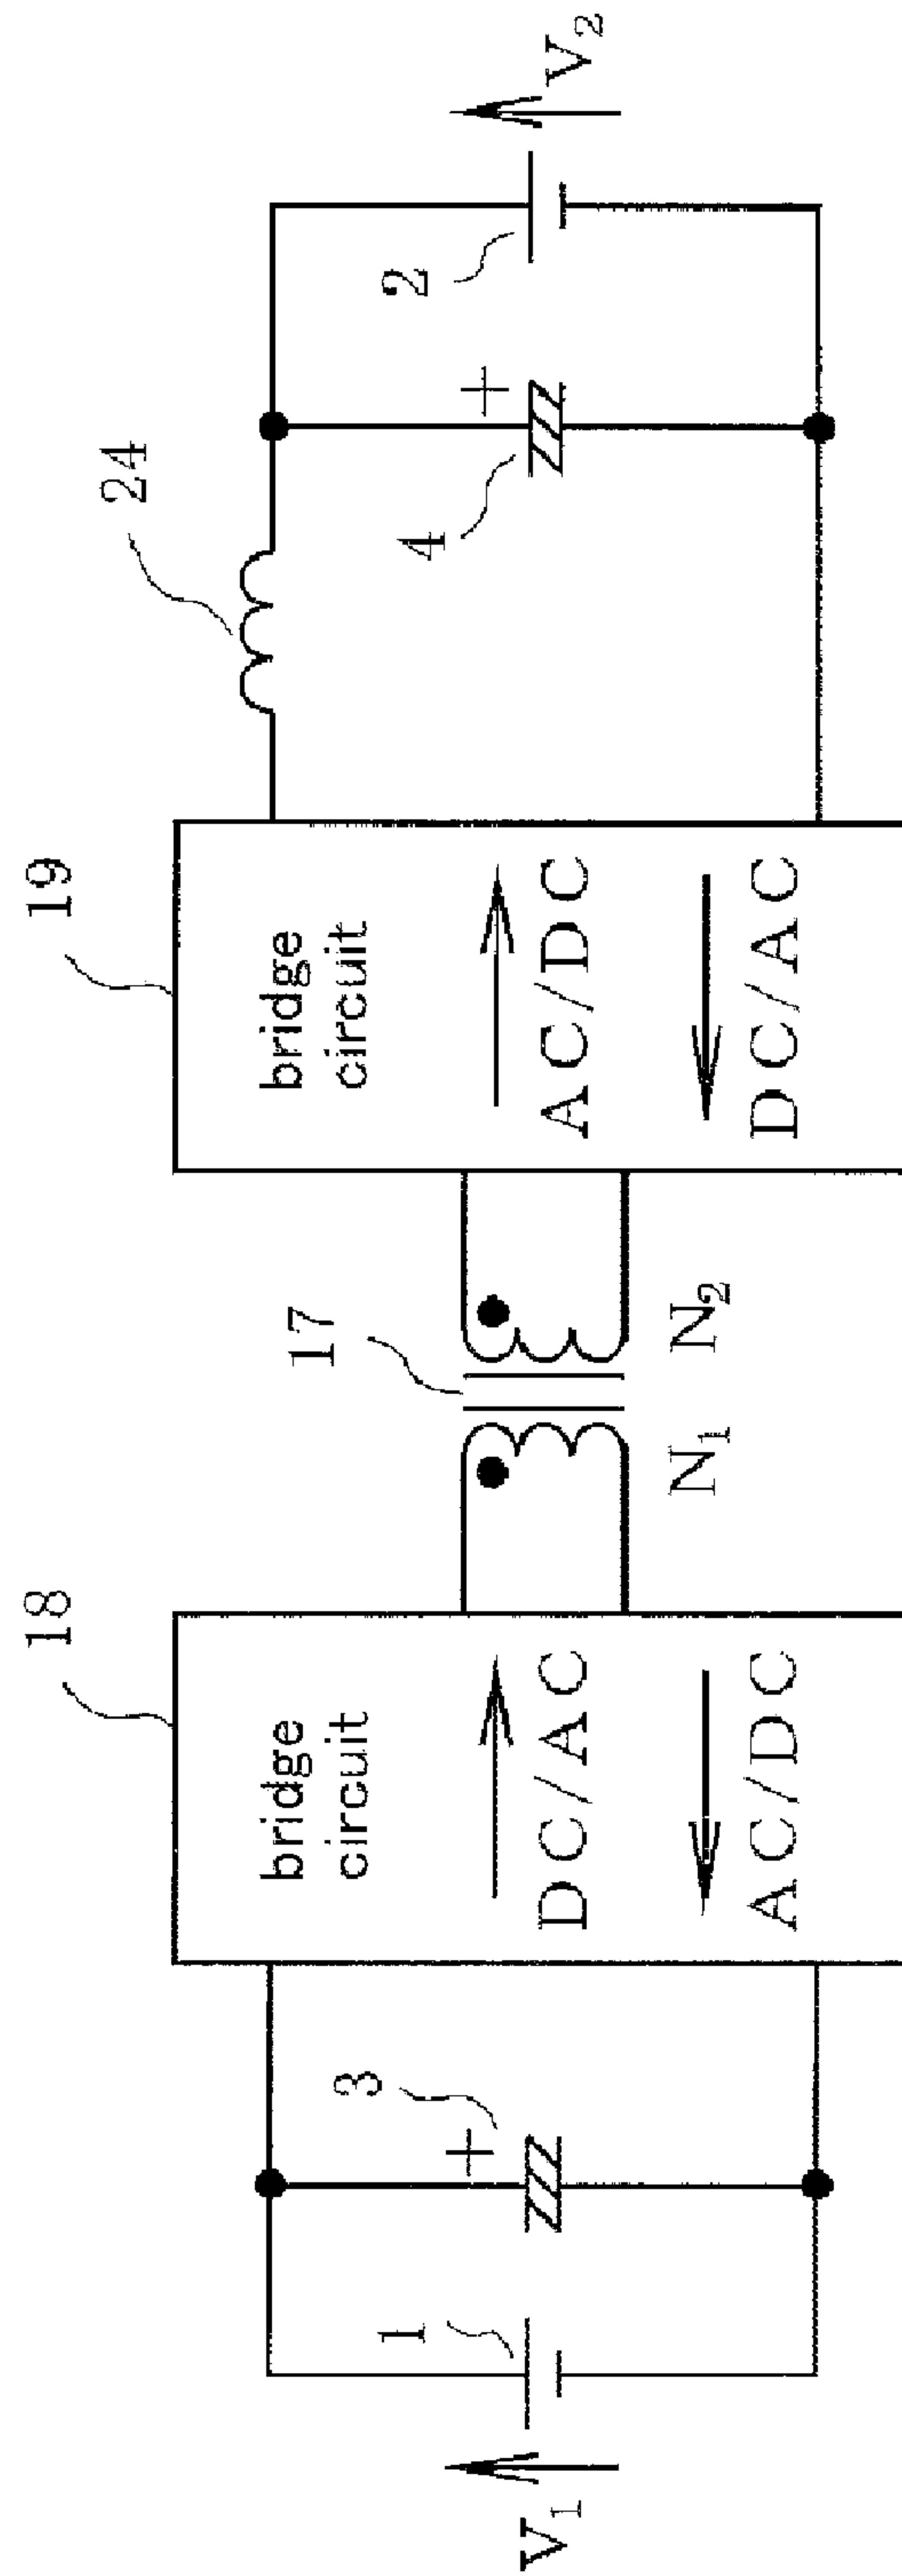 18
17
19
24
bridge
circuit
bridge
circuit
+
3
+
4
1
2
V1
DC/AC
AC/DC
V2
AC/DC
N1
N2
DC/AC